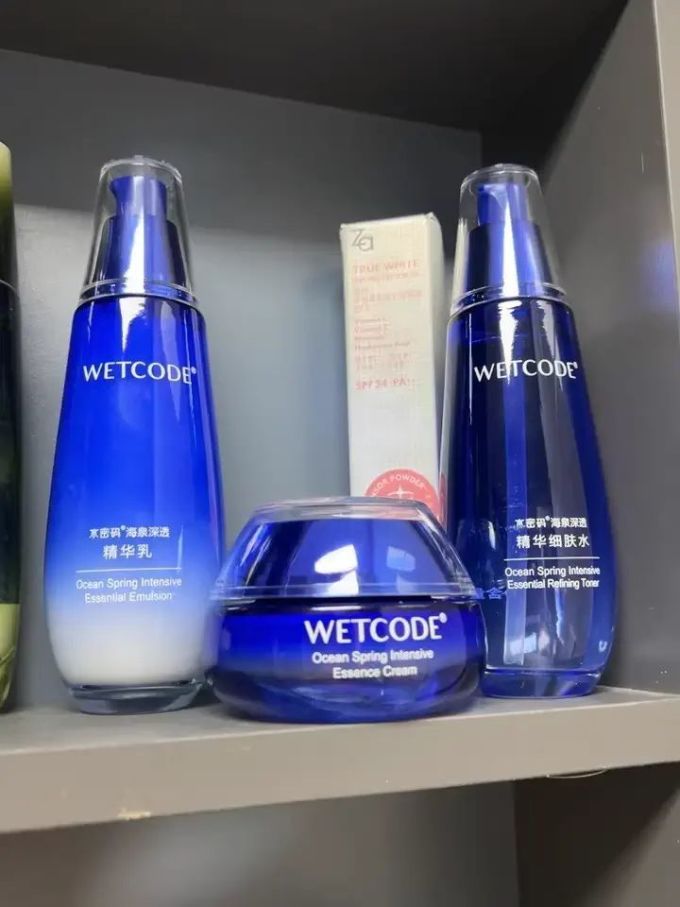 WETCODE®
水密码®海泉深透
精华乳
Ocean Spring Intensive
Essential Emulsion
Za
TRUE WHITE
SPF34 PA
WETCODE®
Ocean Spring Intensive
Essence Cream
WETCODE®
水密码®海泉深透
精华细肤水
Ocean Spring Intensive
Essential Refining Toner